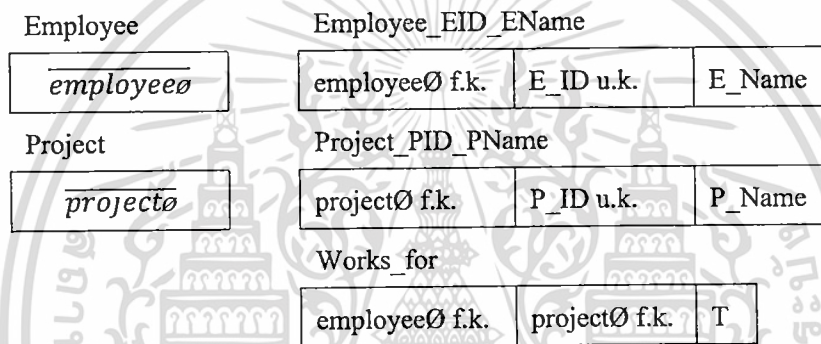 Employee
Employee_EID_EName
employeeø
employeeØ f.k. E_ID u.k. E_Name
Project
Project_PID_PName
projectø
projectØ f.k. P_ID u.k. P_Name
Works_for
employeeØ f.k. projectØ f.k. T